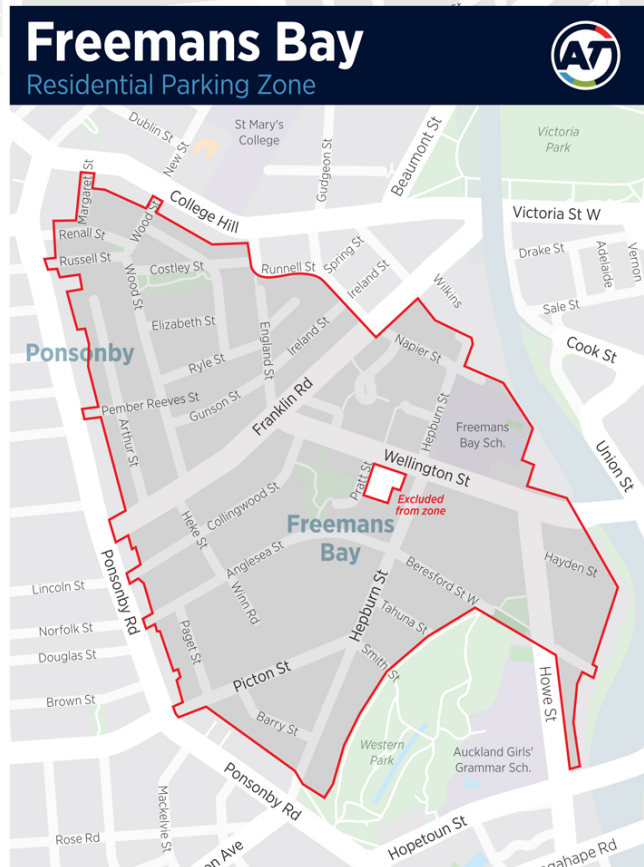 Freemans Bay
Residential Parking Zone
AT
Dublin St
New St
St Mary's
College
Gudgeon St
Beaumont St
Victoria
Park
Margaret St
Wood St
College Hill
Victoria St W
Renall St
Russell St
Costley St
Runnell St
Spring St
Ireland St
Wilkins
Drake St
Adelaide
Vernon
Sale St
Wood St
Elizabeth St
England St
Ireland St
Napier St
Cook St
Ponsonby
Ryle St
Pember Reeves St
Gunson St
Franklin Rd
Hepburn St
Freemans
Bay Sch.
Arthur St
Wellington St
Union St
Pratt St
Excluded
from zone
Collingwood St
Freemans
Bay
Heke St
Anglesea St
Winn Rd
Beresford St W
Hayden St
Ponsonby Rd
Lincoln St
Norfolk St
Douglas St
Brown St
Paget St
Picton St
Hepburn St
Tahuna St
Smith St
Howe St
Barry St
Western
Park
Auckland Girls'
Grammar Sch.
Ponsonby Rd
Mackelvie St
Rose Rd
on Ave
Hopetoun St
gahape Rd